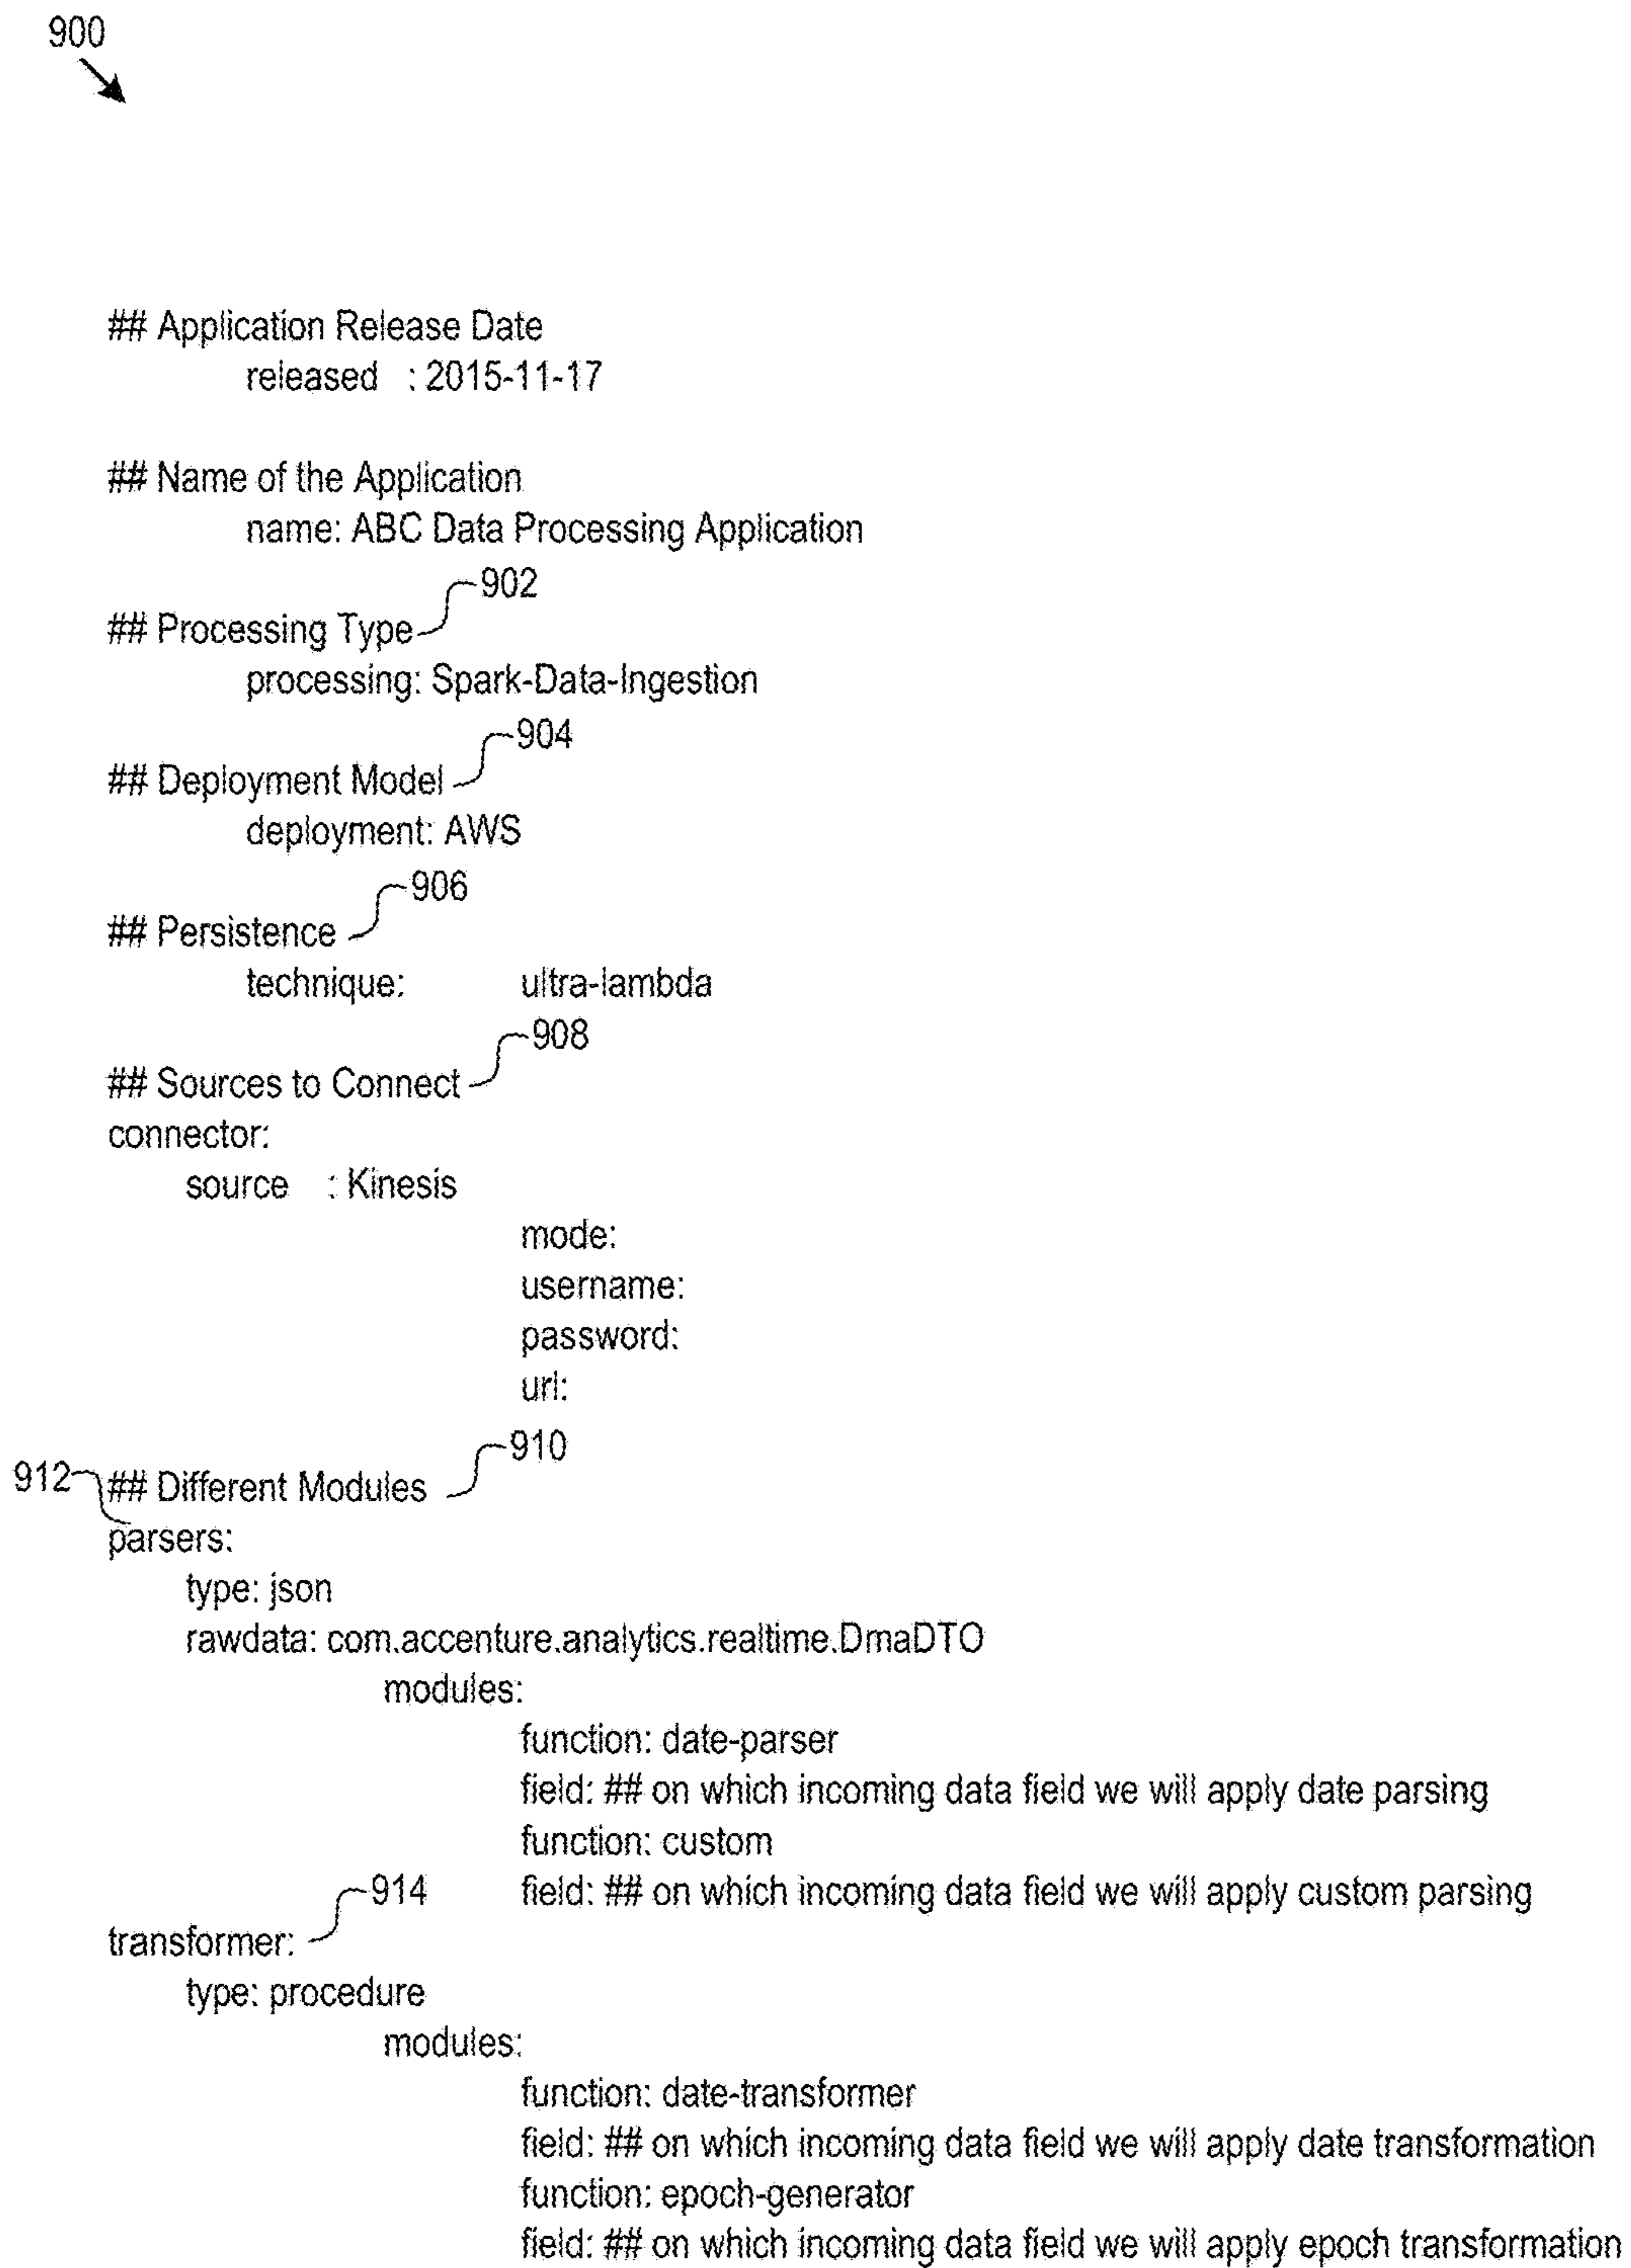 900
## Application Release Date
released : 2015-11-17
## Name of the Application
name: ABC Data Processing Application
902
## Processing Type
processing: Spark-Data-Ingestion
904
## Deployment Model
deployment: AWS
906
## Persistence
technique: ultra-lambda
908
## Sources to Connect
connector:
source : Kinesis
mode:
username:
password:
url:
910
912 ## Different Modules
parsers:
type: json
rawdata: com.accenture.analytics.realtime.DmaDTO
modules:
function: date-parser
field: ## on which incoming data field we will apply date parsing
function: custom
914 field: ## on which incoming data field we will apply custom parsing
transformer:
type: procedure
modules:
function: date-transformer
field: ## on which incoming data field we will apply date transformation
function: epoch-generator
field: ## on which incoming data field we will apply epoch transformation